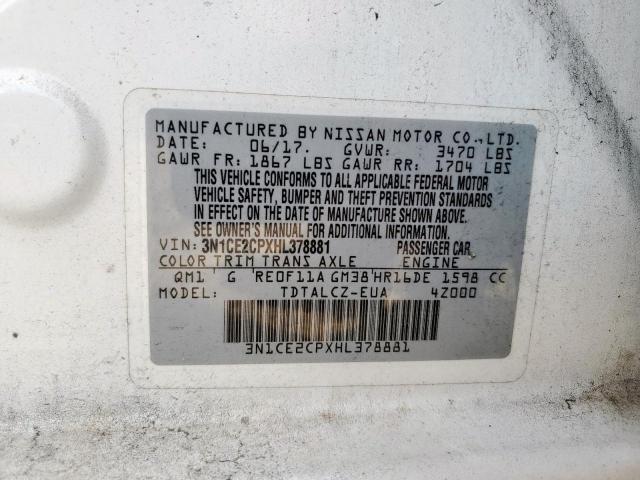 MANUFACTURED BY NISSAN MOTOR CO.,LTD.
DATE: 06/17. GVWR: 3470 LBS
GAWR FR: 1867 LBS GAWR RR: 1704 LBS
THIS VEHICLE CONFORMS TO ALL APPLICABLE FEDERAL MOTOR
VEHICLE SAFETY, BUMPER AND THEFT PREVENTION STANDARDS
IN EFFECT ON THE DATE OF MANUFACTURE SHOWN ABOVE.
SEE OWNER'S MANUAL FOR ADDITIONAL INFORMATION.
VIN: 3N1CE2CPXHL378881 PASSENGER CAR
COLOR TRIM TRANS AXLE ENGINE
QM1 ' G ' RE0F11A GM38'HR16DE 1598 CC
MODEL: TDTALCZ-EUA 4Z000
3N1CE2CPXHL378881